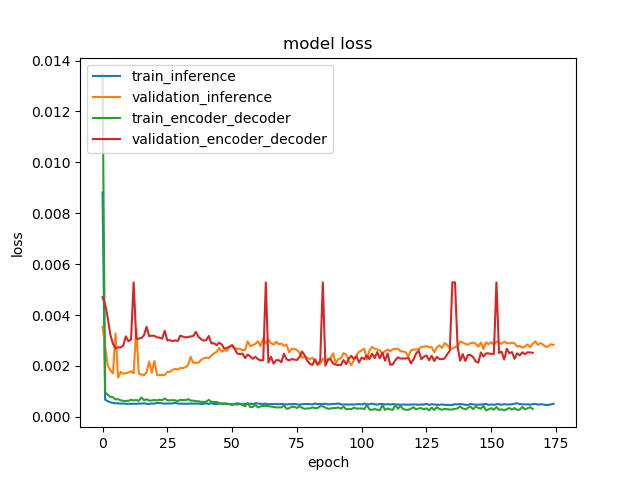 model loss
train_inference
validation_inference
train_encoder_decoder
validation_encoder_decoder
0.014
0.012
0.010
0.008
0.006
0.004
0.002
0.000
loss
0 25 50 75 100 125 150 175
epoch